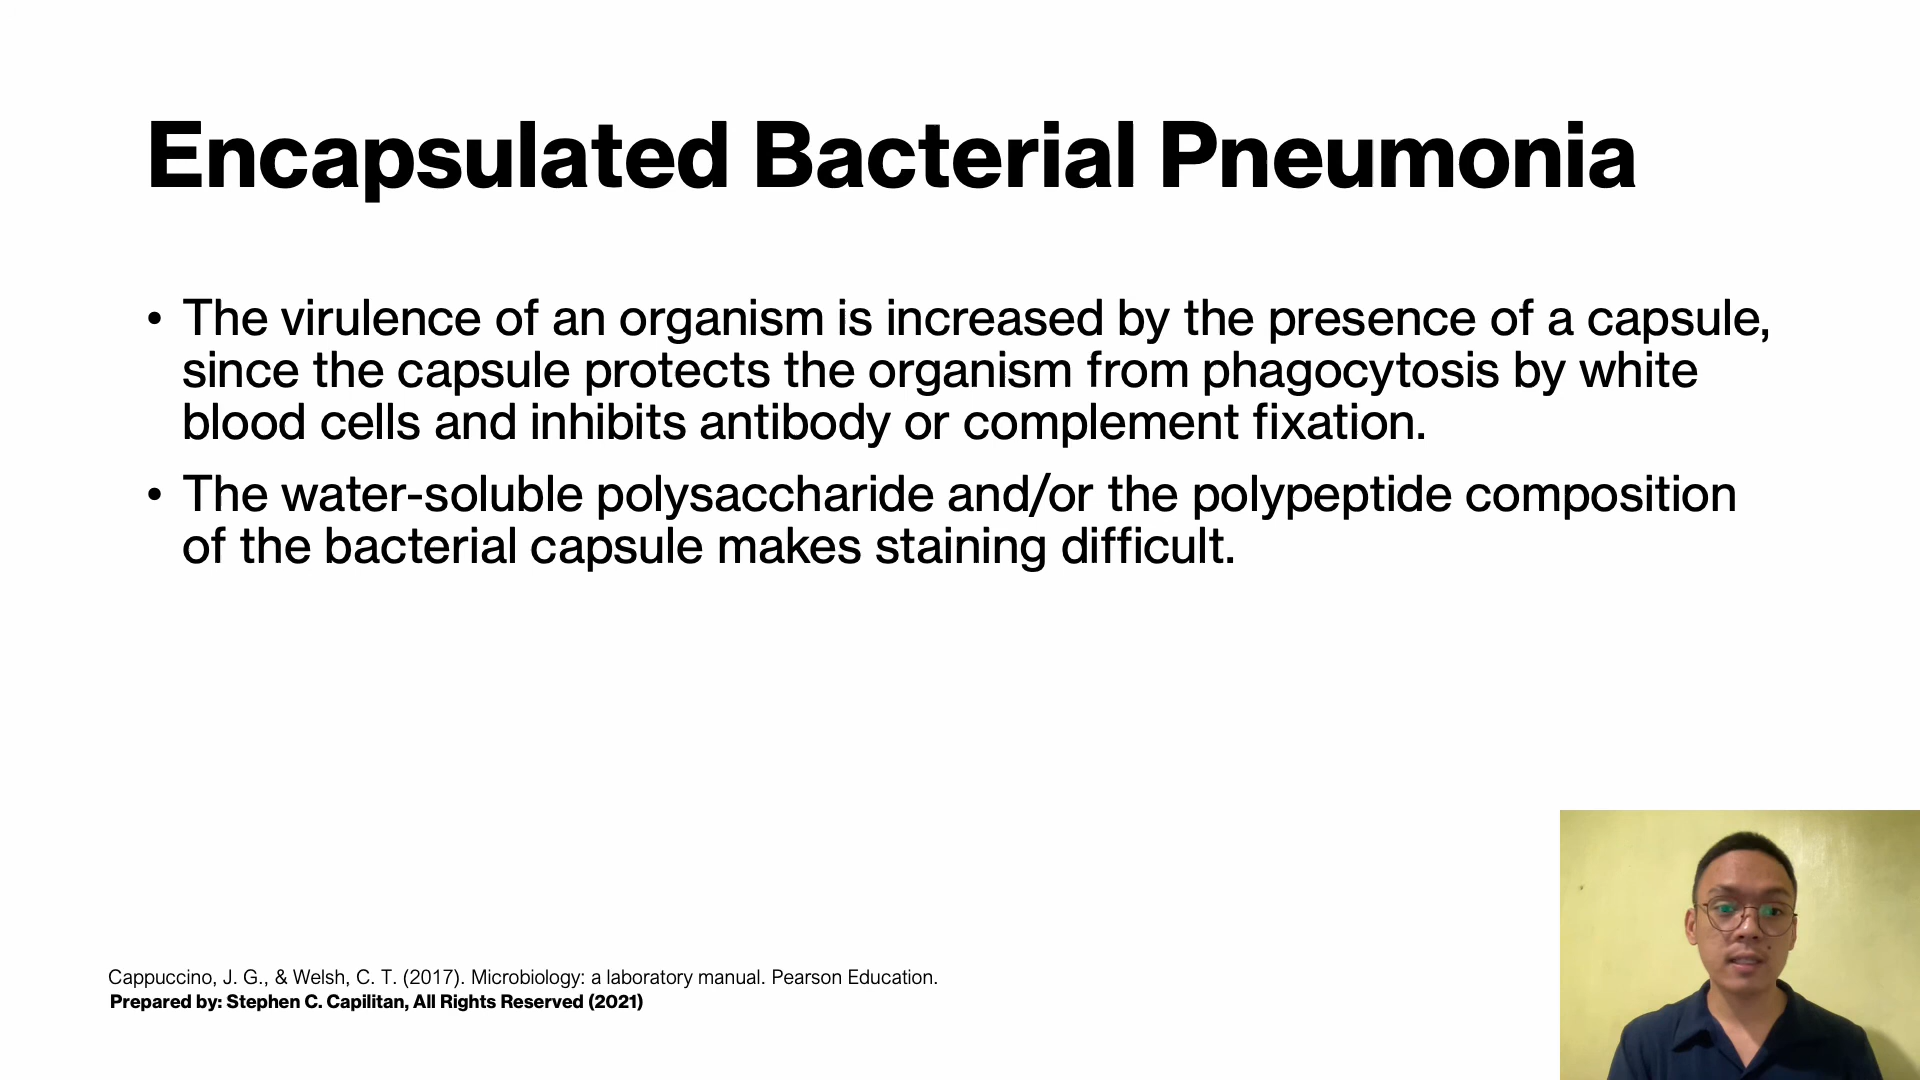 Encapsulated Bacterial Pneumonia
• The virulence of an organism is increased by the presence of a capsule,
since the capsule protects the organism from phagocytosis by white
blood cells and inhibits antibody or complement fixation.
• The water-soluble polysaccharide and/or the polypeptide composition
of the bacterial capsule makes staining difficult.
Cappuccino, J. G., & Welsh, C. T. (2017). Microbiology: a laboratory manual. Pearson Education.
Prepared by: Stephen C. Capilitan, All Rights Reserved (2021)